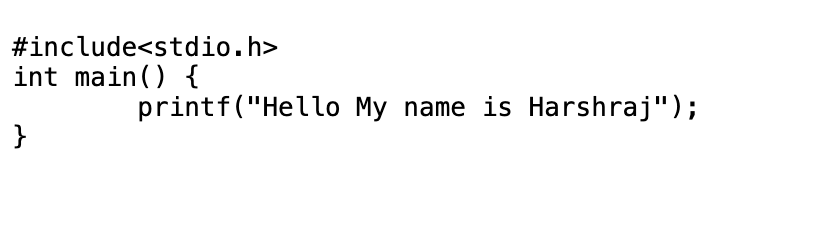 #include<stdio.h>
int main() {
        printf("Hello My name is Harshraj");
}